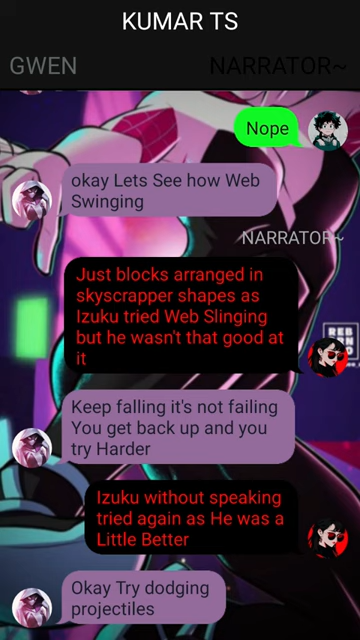 KUMAR TS
GWEN
NARRATOR~
Nope
okay Lets See how Web
Swinging
NARRATOR~
Just blocks arranged in
skyscrapper shapes as
Izuku tried Web Slinging
but he wasn't that good at
it
Keep falling it's not failing
You get back up and you
try Harder
Izuku without speaking
tried again as He was a
Little Better
Okay Try dodging
projectiles